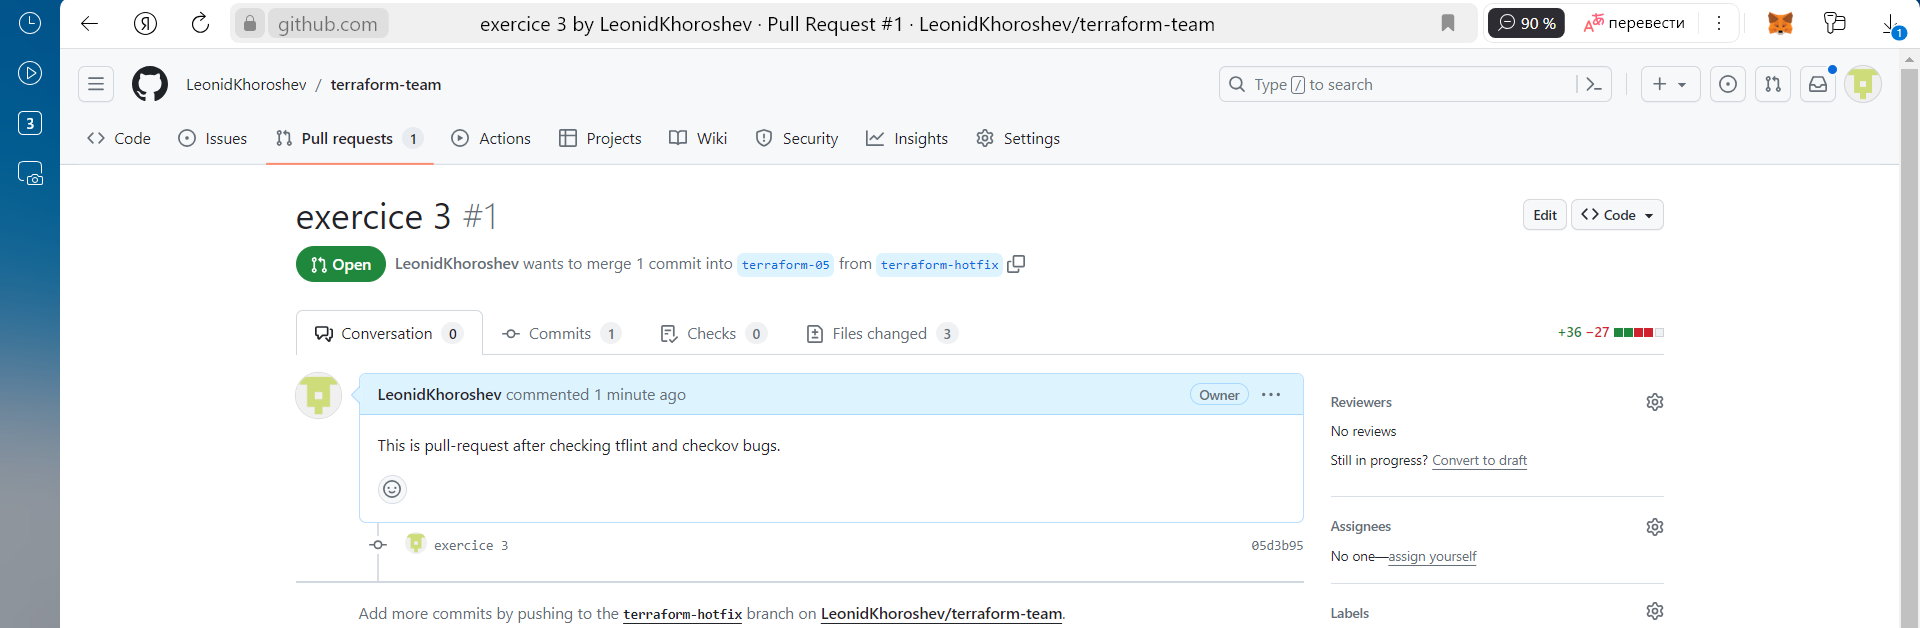 github.com exercice 3 by LeonidKhoroshev · Pull Request #1 · LeonidKhoroshev/terraform-team 90 % перевести 1
3
LeonidKhoroshev / terraform-team Type / to search
Code Issues Pull requests 1 Actions Projects Wiki Security Insights Settings
exercice 3 #1 Edit Code
Open LeonidKhoroshev wants to merge 1 commit into terraform-05 from terraform-hotfix
Conversation 0 Commits 1 Checks 0 Files changed 3 +36 −27
LeonidKhoroshev commented 1 minute ago Owner
This is pull-request after checking tflint and checkov bugs.
exercice 3 05d3b95
Add more commits by pushing to the terraform-hotfix branch on LeonidKhoroshev/terraform-team.
Reviewers
No reviews
Still in progress? Convert to draft
Assignees
No one—assign yourself
Labels